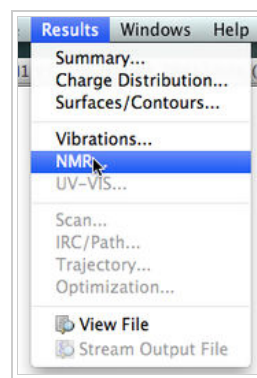 Results Windows Help
Summary...
Charge Distribution...
Surfaces/Contours...
Vibrations...
NMR...
UV-VIS...
Scan...
IRC/Path...
Trajectory...
Optimization...
View File
Stream Output File